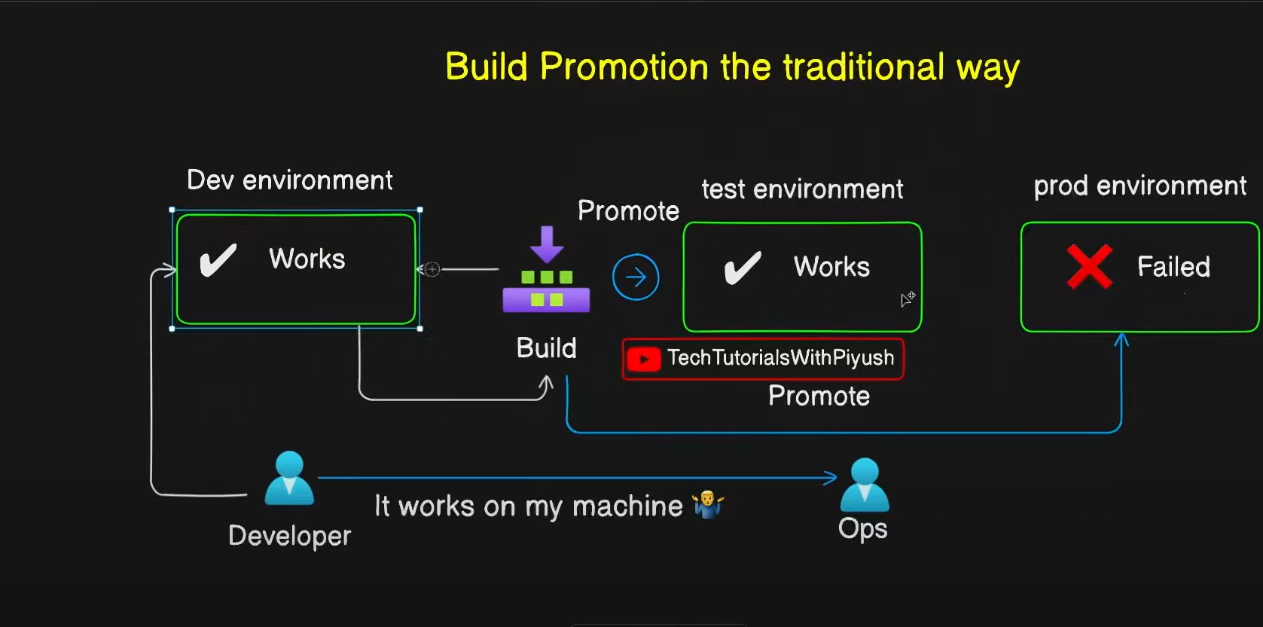 Build Promotion the traditional way
Dev environment
test environment
prod environment
Promote
Works
Works
Failed
Build
TechTutorialsWithPiyush
Promote
It works on my machine 🤷‍♂️
Developer
Ops